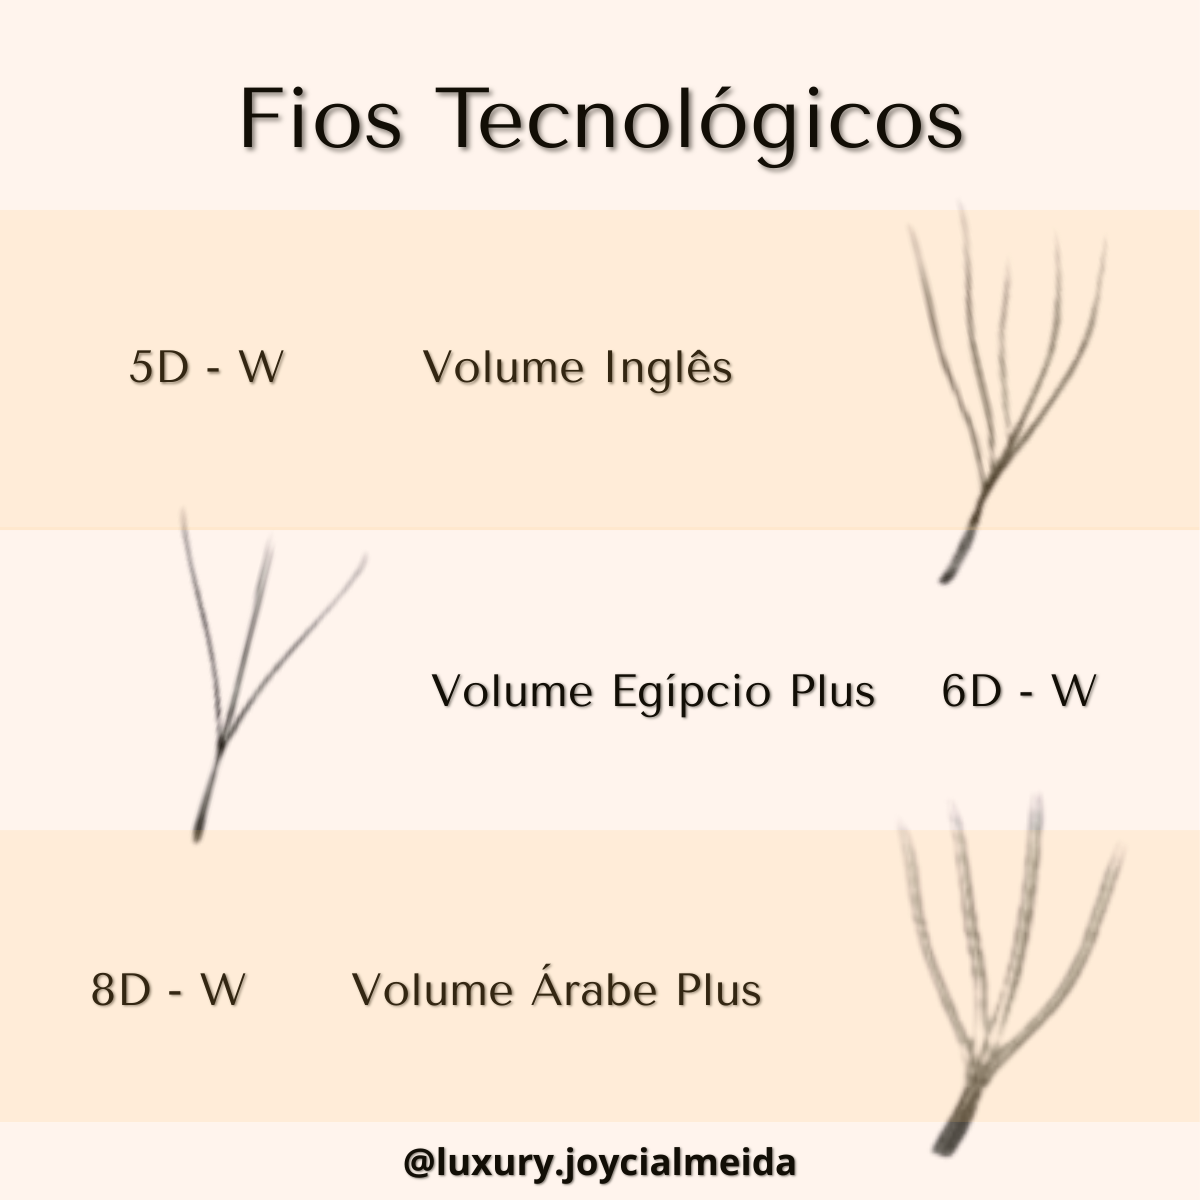 Fios Tecnológicos
5D - W Volume Inglês
Volume Egípcio Plus 6D - W
8D - W Volume Árabe Plus
@luxury.joycialmeida